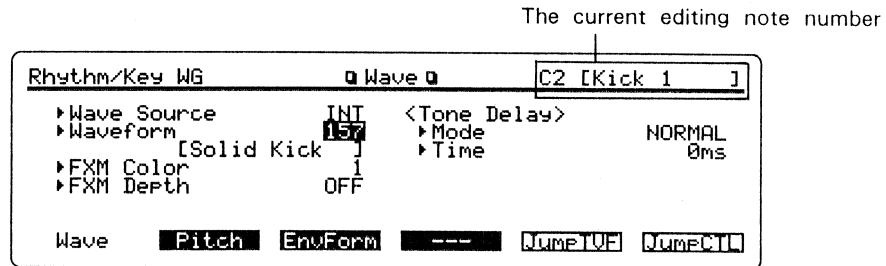 The current editing note number
Rhythm/Key WG Wave C2 [Kick 1 ]
Wave Source INT <Tone Delay>
Waveform 157 Mode NORMAL
[Solid Kick ] Time 0ms
FXM Color 1
FXM Depth OFF
Wave Pitch EnvForm --- JumpTVF JumpCTL